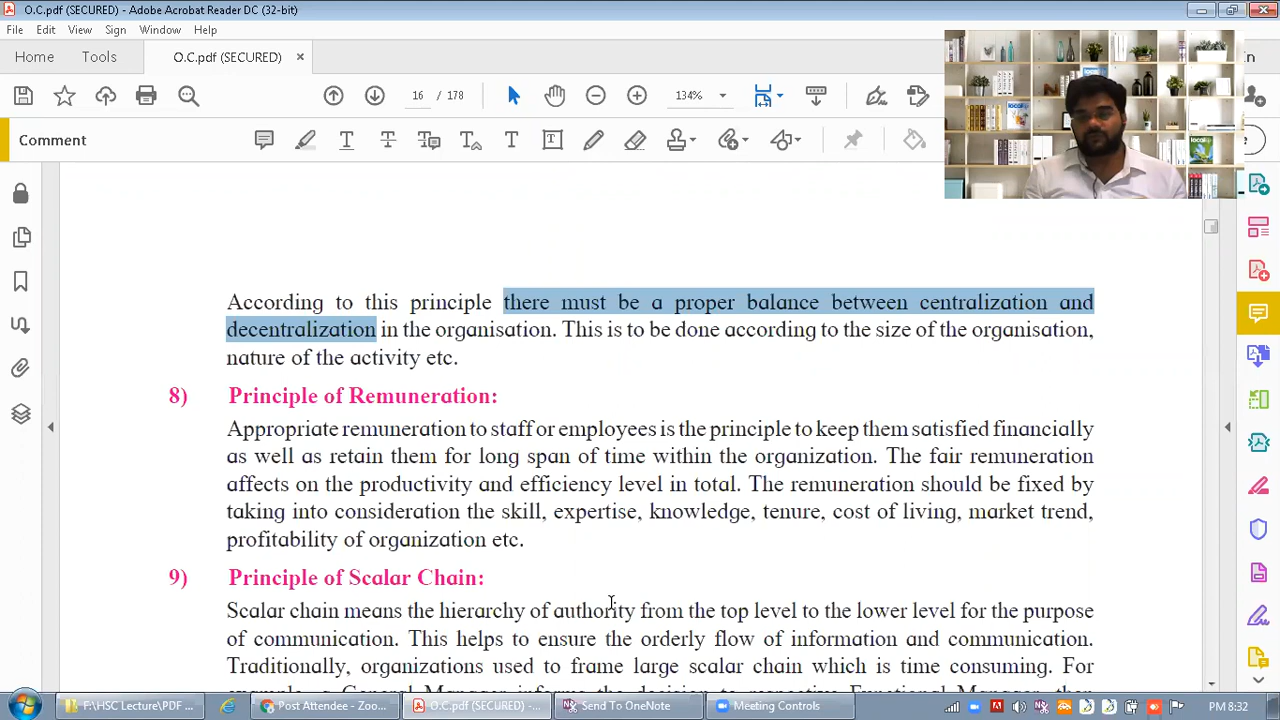 O.C.pdf (SECURED) - Adobe Acrobat Reader DC (32-bit)
File Edit View Sign Window Help
Home Tools O.C.pdf (SECURED) ×
16 178 134%
Comment
According to this principle there must be a proper balance between centralization and
decentralization in the organisation. This is to be done according to the size of the organisation,
nature of the activity etc.
8) Principle of Remuneration:
Appropriate remuneration to staff or employees is the principle to keep them satisfied financially
as well as retain them for long span of time within the organization. The fair remuneration
affects on the productivity and efficiency level in total. The remuneration should be fixed by
taking into consideration the skill, expertise, knowledge, tenure, cost of living, market trend,
profitability of organization etc.
9) Principle of Scalar Chain:
Scalar chain means the hierarchy of authority from the top level to the lower level for the purpose
of communication. This helps to ensure the orderly flow of information and communication.
Traditionally, organizations used to frame large scalar chain which is time consuming. For
F:\HSC Lecture\PDF ... Post Attendee - Zoo... O.C.pdf (SECURED) -... Send To OneNote Meeting Controls PM 8:32